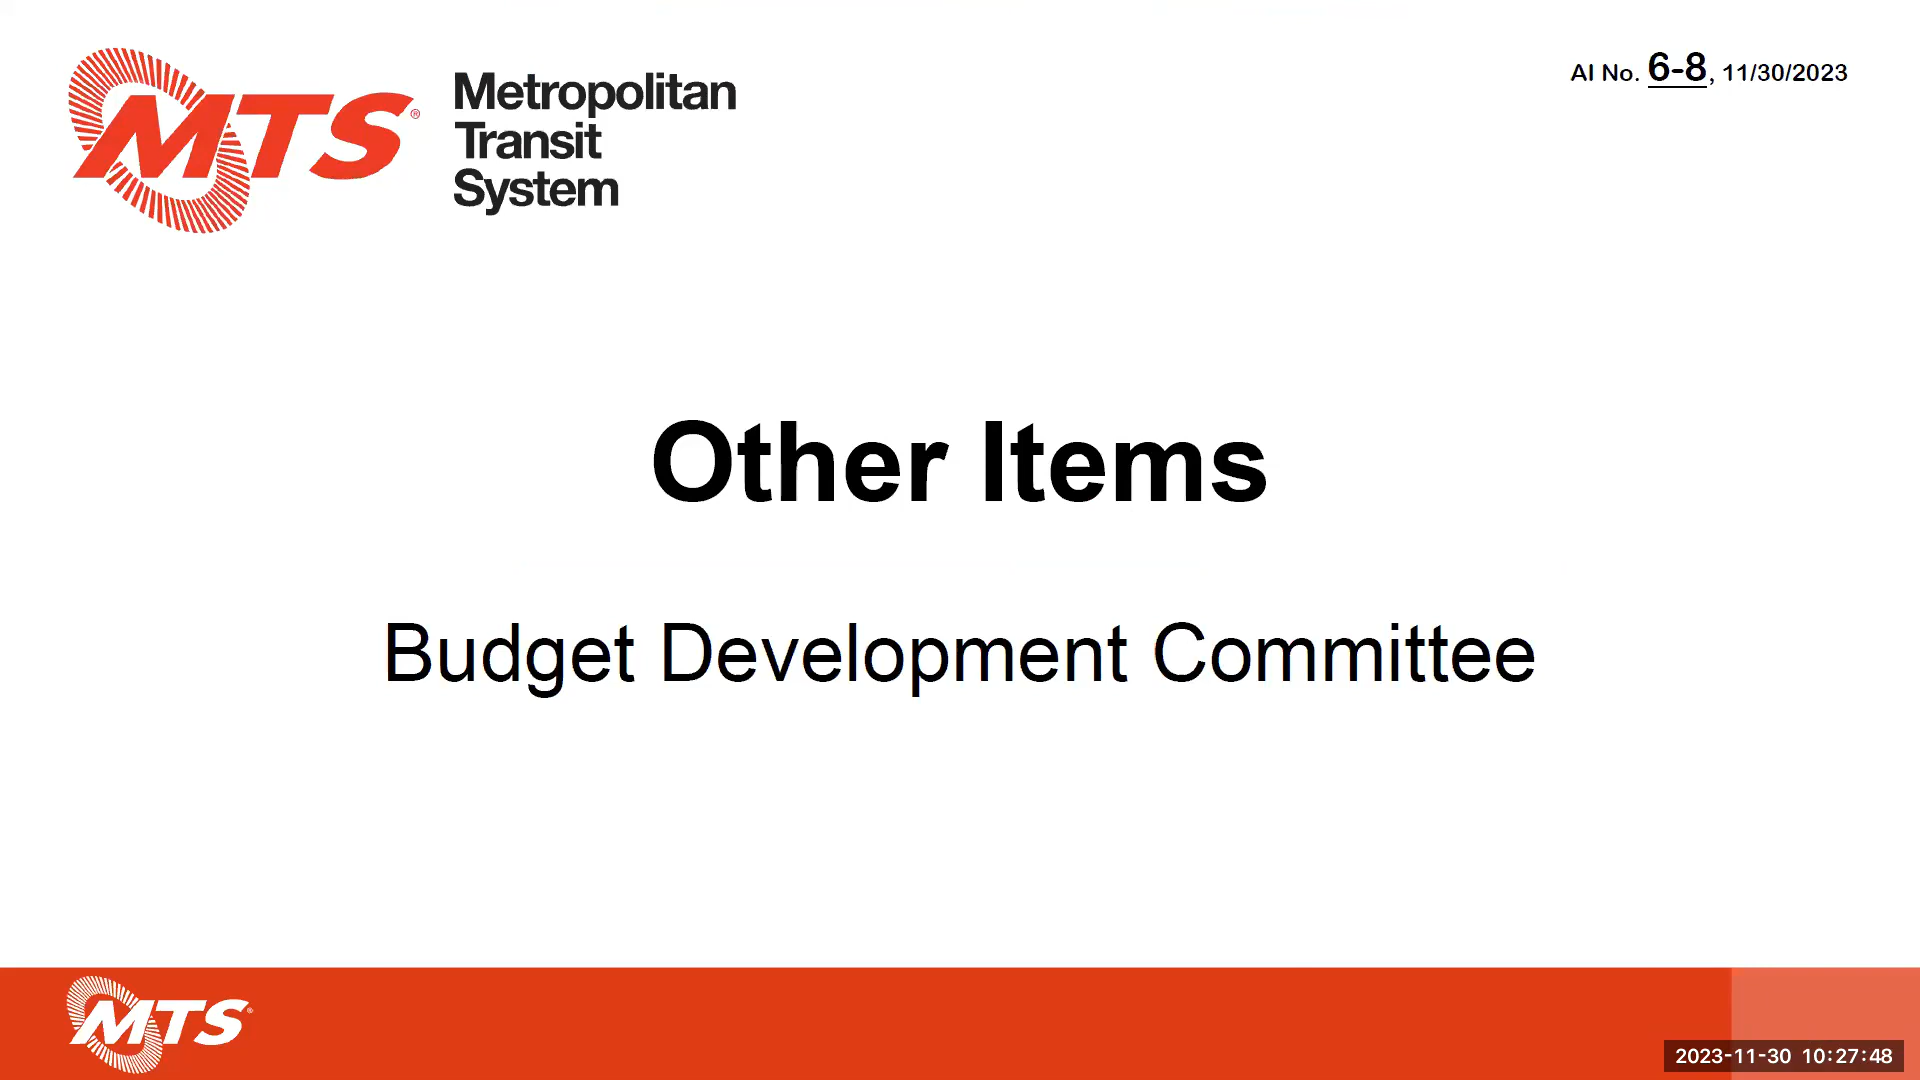 MTS®
Metropolitan
Transit
System
AI No. 6-8, 11/30/2023
Other Items
Budget Development Committee
MTS®
2023-11-30 10:27:48